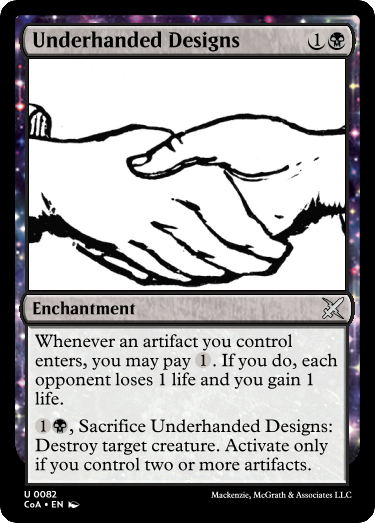 Underhanded Designs 1
Enchantment
Whenever an artifact you control
enters, you may pay 1. If you do, each
opponent loses 1 life and you gain 1
life.
1, Sacrifice Underhanded Designs:
Destroy target creature. Activate only
if you control two or more artifacts.
U 0082
CoA • EN
Mackenzie, McGrath & Associates LLC